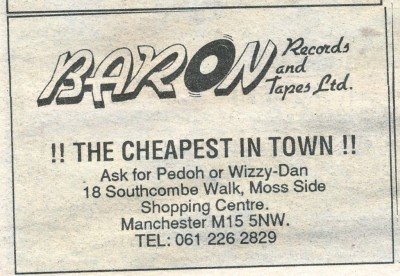 BARON Records
and
Tapes Ltd.
!! THE CHEAPEST IN TOWN !!
Ask for Pedoh or Wizzy-Dan
18 Southcombe Walk, Moss Side
Shopping Centre.
Manchester M15 5NW.
TEL: 061 226 2829